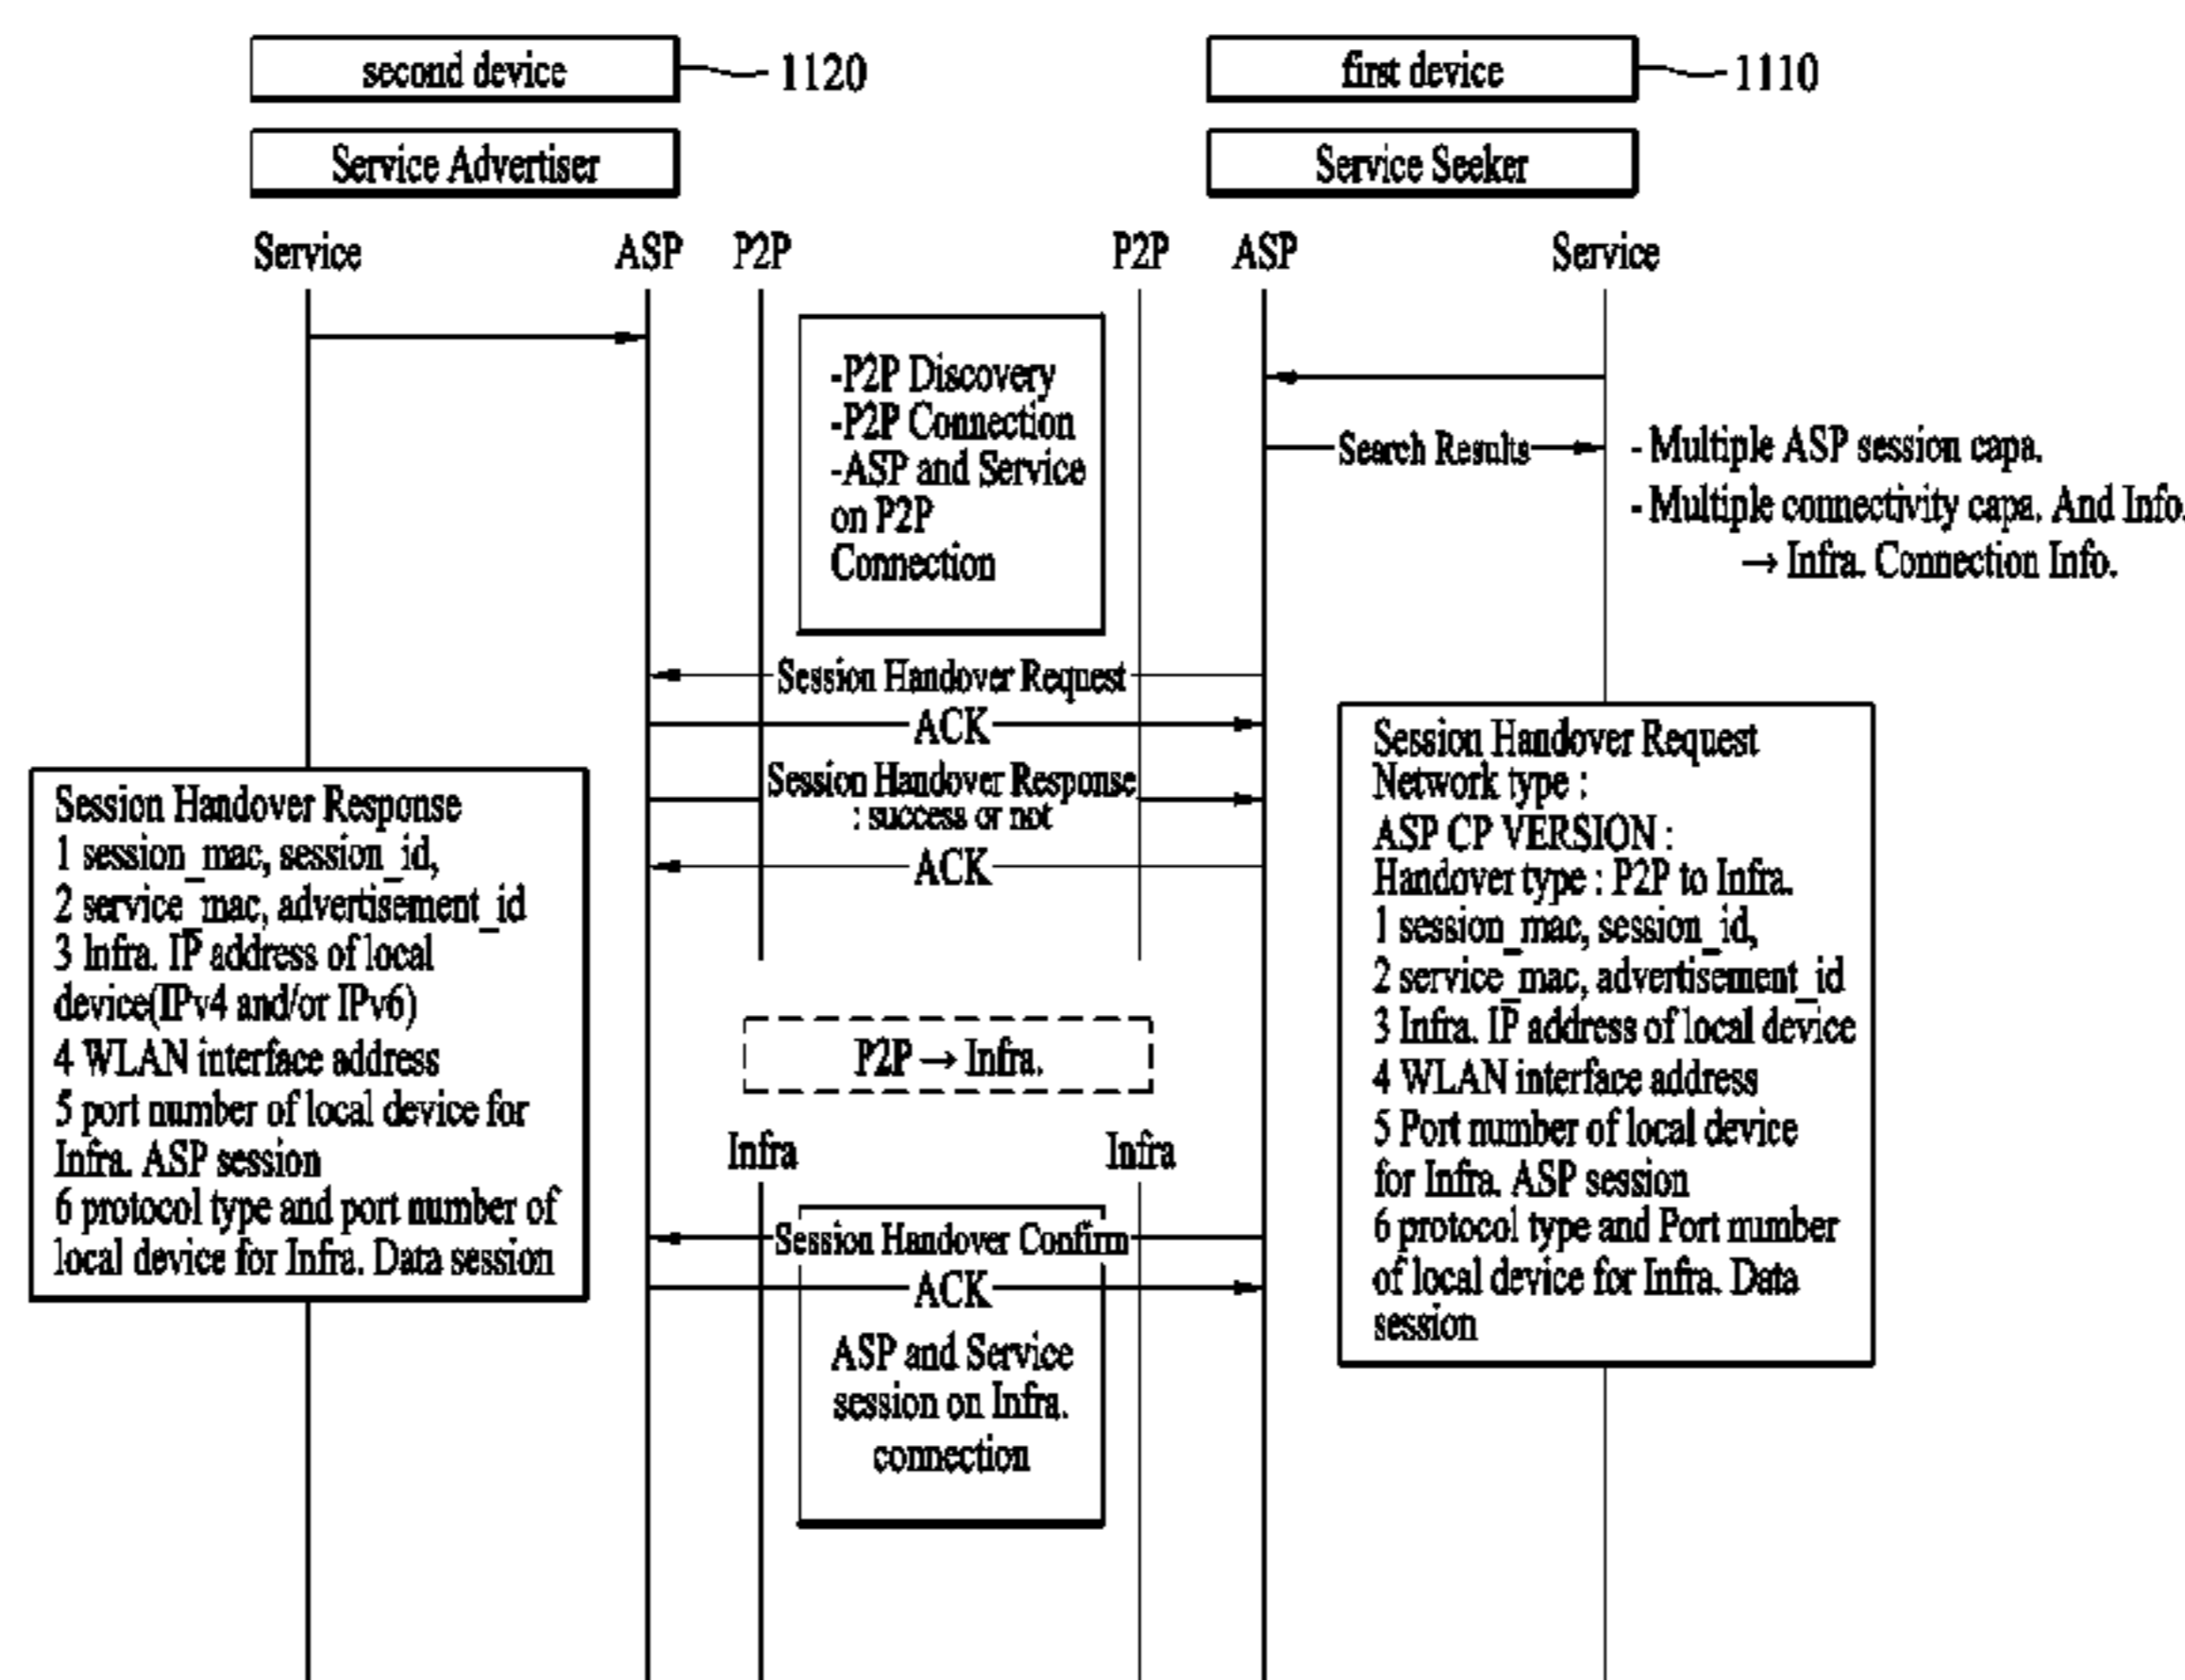 second device
1120
first device
1110
Service Advertiser
Service Seeker
Service
ASP
P2P
P2P
ASP
Service
-P2P Discovery
-P2P Connection
-ASP and Service
on P2P
Connection
Search Results
- Multiple ASP session capa.
- Multiple connectivity capa. And Info.
→ Infra. Connection Info.
Session Handover Request
ACK
Session Handover Response
: success or not
ACK
Session Handover Response
1 session_mac, session_id,
2 service_mac, advertisement_id
3 Infra. IP address of local
device(IPv4 and/or IPv6)
4 WLAN interface address
5 port number of local device for
Infra. ASP session
6 protocol type and port number of
local device for Infra. Data session
Session Handover Request
Network type :
ASP CP VERSION :
Handover type : P2P to Infra.
1 session_mac, session_id,
2 service_mac, advertisement_id
3 Infra. IP address of local device
4 WLAN interface address
5 Port number of local device
for Infra. ASP session
6 protocol type and Port number
of local device for Infra. Data
session
P2P → Infra.
Infra
Infra
Session Handover Confirm
ACK
ASP and Service
session on Infra.
connection